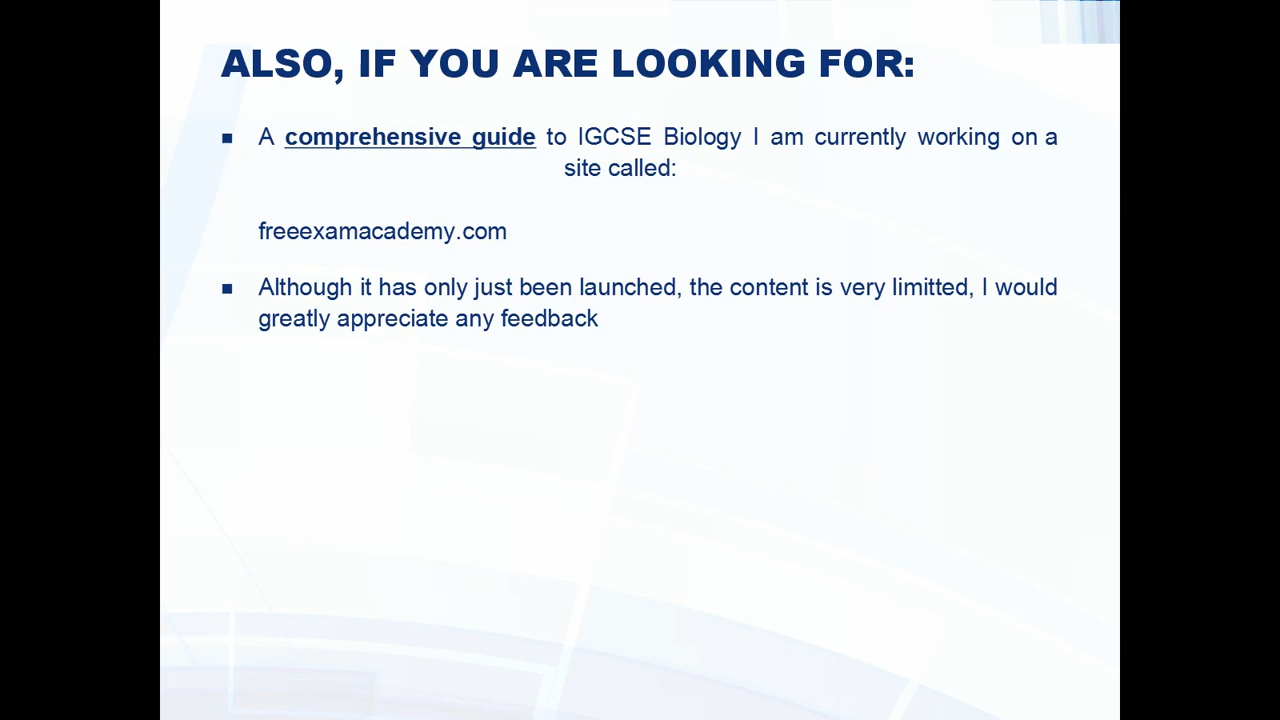 ALSO, IF YOU ARE LOOKING FOR:
A comprehensive guide to IGCSE Biology I am currently working on a
site called:
freeexamacademy.com
Although it has only just been launched, the content is very limitted, I would
greatly appreciate any feedback